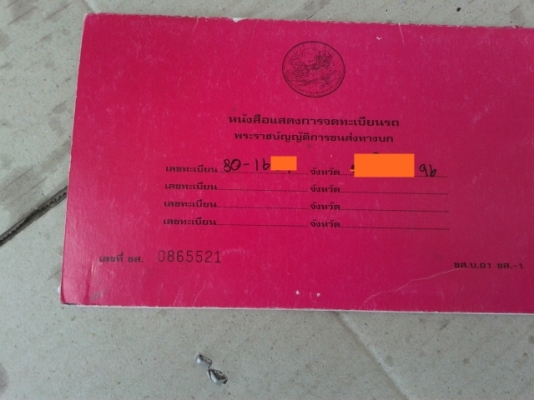 หนังสือแสดงการจดทะเบียนรถ
พระราชบัญญัติการขนส่งทางบก
เลขทะเบียน 80-16 จังหวัด 96
เลขทะเบียน จังหวัด
เลขทะเบียน จังหวัด
เลขทะเบียน จังหวัด
เลขที่ ขส. 0865521 ขส.บ.อา ขส.-1